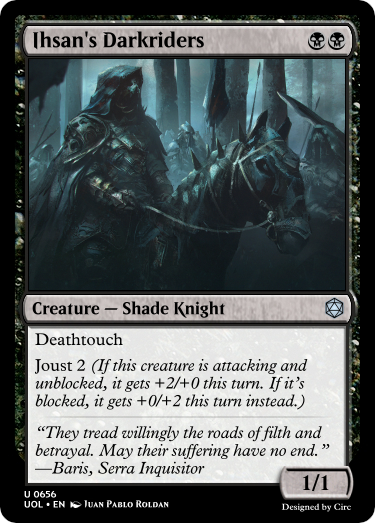 Ihsan's Darkriders
Creature — Shade Knight
Deathtouch
Joust 2 (If this creature is attacking and
unblocked, it gets +2/+0 this turn. If it's
blocked, it gets +0/+2 this turn instead.)
“They tread willingly the roads of filth and
betrayal. May their suffering have no end.”
—Baris, Serra Inquisitor
1/1
U 0656
UOL • EN Juan Pablo Roldan
Designed by Circ